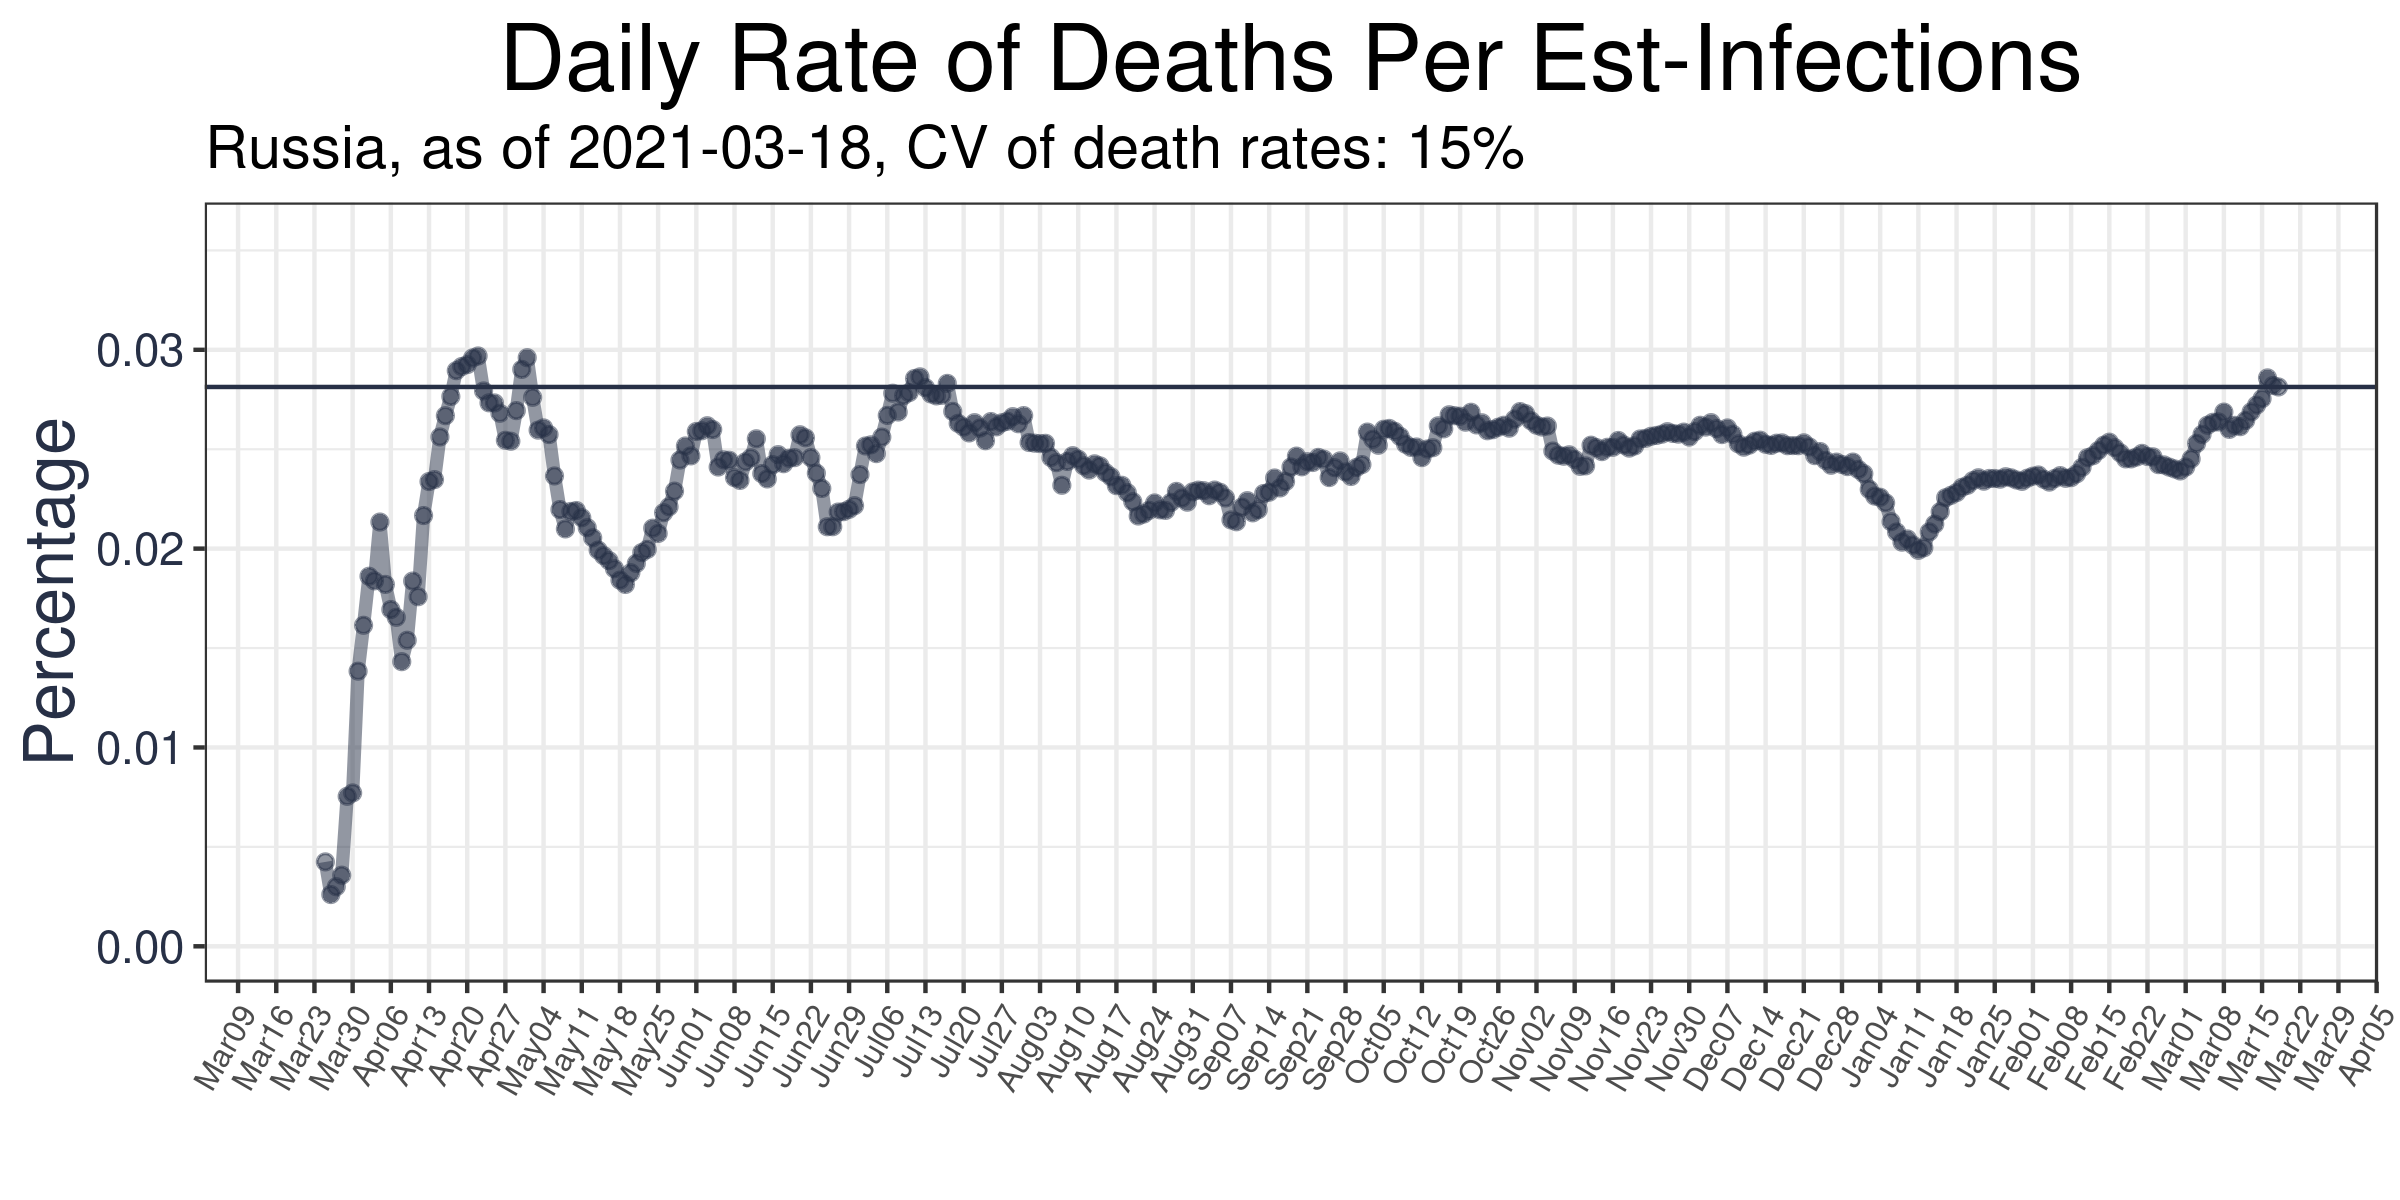 Daily Rate of Deaths Per Est-Infections
Russia, as of 2021-03-18, CV of death rates: 15%
Percentage
0.03
0.02
0.01
0.00
Mar09
Mar16
Mar23
Mar30
Apr06
Apr13
Apr20
Apr27
May04
May11
May18
May25
Jun01
Jun08
Jun15
Jun22
Jun29
Jul06
Jul13
Jul20
Jul27
Aug03
Aug10
Aug17
Aug24
Aug31
Sep07
Sep14
Sep21
Sep28
Oct05
Oct12
Oct19
Oct26
Nov02
Nov09
Nov16
Nov23
Nov30
Dec07
Dec14
Dec21
Dec28
Jan04
Jan11
Jan18
Jan25
Feb01
Feb08
Feb15
Feb22
Mar01
Mar08
Mar15
Mar22
Mar29
Apr05